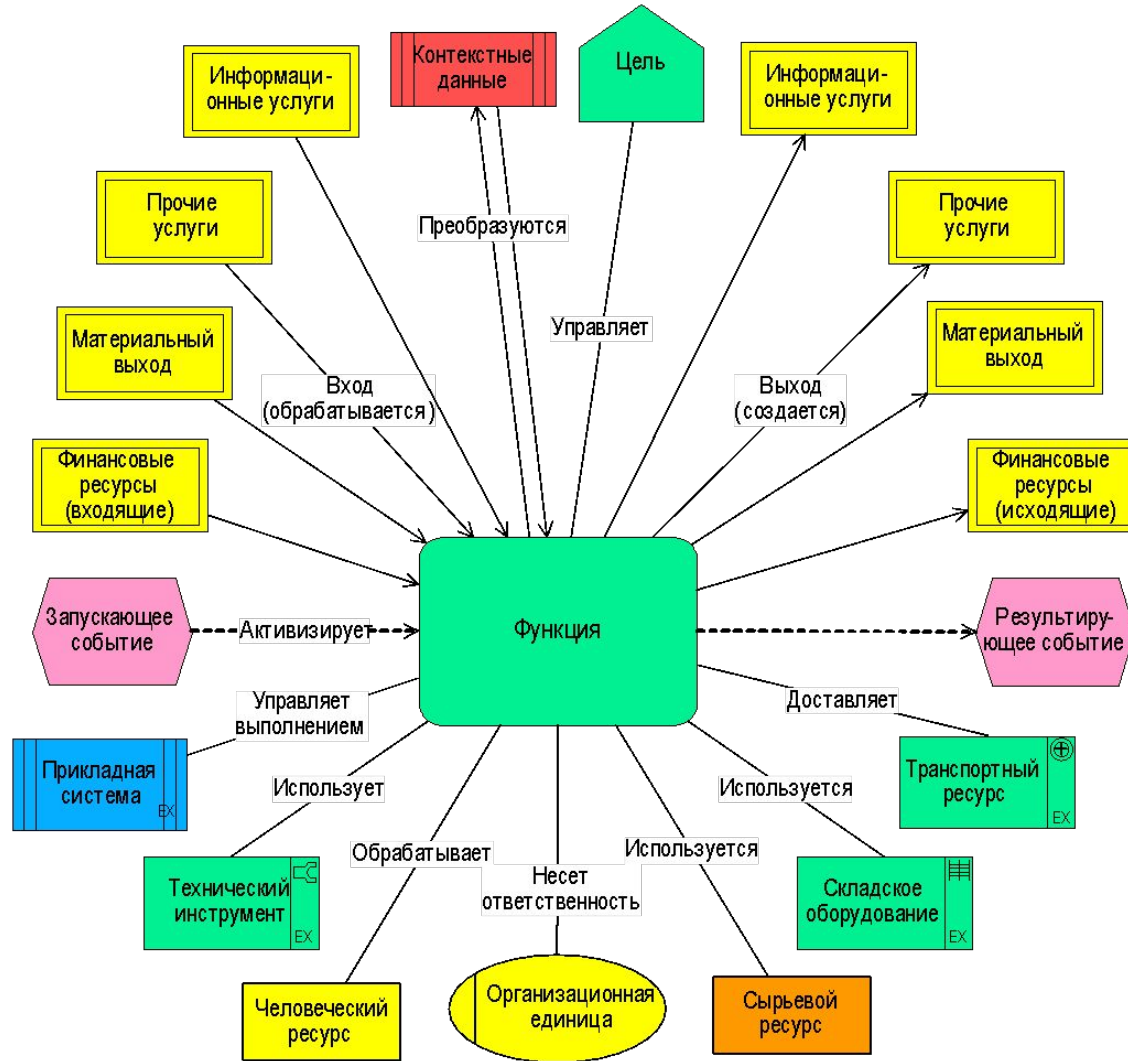 Информаци-
онные услуги
Контекстные
данные
Цель
Информаци-
онные услуги
Прочие
услуги
Преобразуются
Прочие
услуги
Материальный
выход
Управляет
Материальный
выход
Вход
(обрабатывается)
Выход
(создается)
Финансовые
ресурсы
(входящие)
Финансовые
ресурсы
(исходящие)
Запускающее
событие
Активизирует
Функция
Результиру-
ющее событие
Управляет
выполнением
Доставляет
Прикладная
система
EX
Использует
Используется
Транспортный
ресурс
EX
Обрабатывает
Используется
Технический
инструмент
EX
Несет
ответственность
Складское
оборудование
EX
Человеческий
ресурс
Организационная
единица
Сырьевой
ресурс